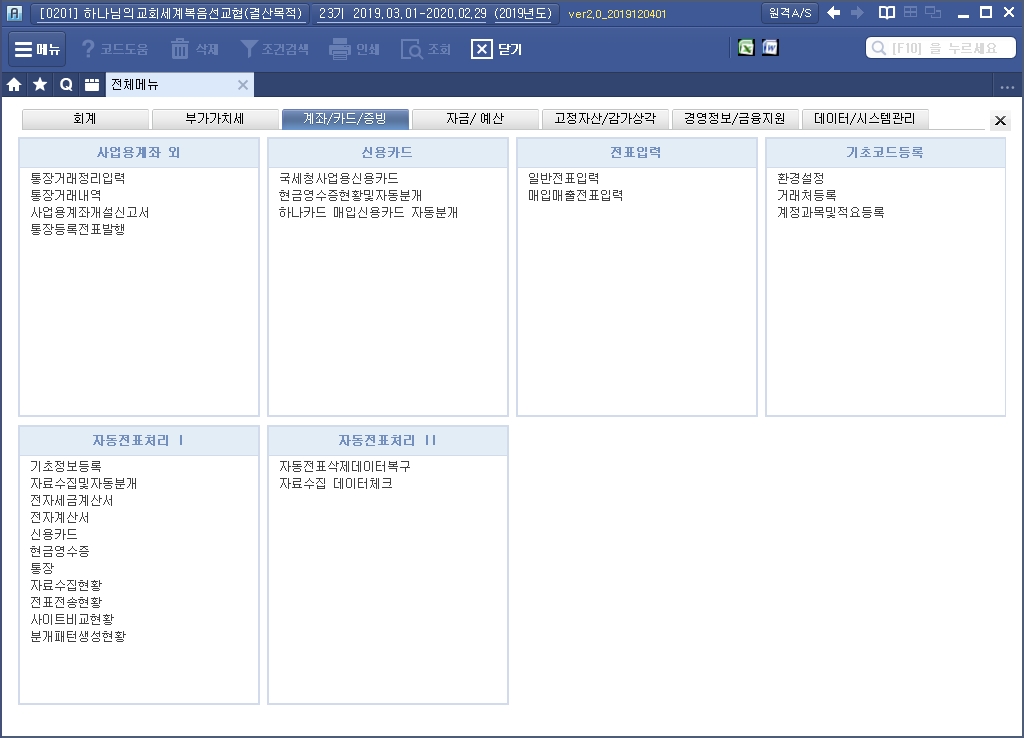 [0201] 하나님의교회세계복음선교협(결산목적) 23기 2019.03.01-2020.02.29 (2019년도) ver2.0_2019120401 원격A/S
메뉴 ? 코드도움 삭제 조건검색 인쇄 조회 닫기 [F10] 을 누르세요
전체메뉴
회계 부가가치세 계좌/카드/증빙 자금/예산 고정자산/감가상각 경영정보/금융지원 데이터/시스템관리
사업용계좌 외
통장거래정리입력
통장거래내역
사업용계좌개설신고서
통장등록전표발행
신용카드
국세청사업용신용카드
현금영수증현황및자동분개
하나카드 매입신용카드 자동분개
전표입력
일반전표입력
매입매출전표입력
기초코드등록
환경설정
거래처등록
계정과목및적요등록
자동전표처리 I
기초정보등록
자료수집및자동분개
전자세금계산서
전자계산서
신용카드
현금영수증
통장
자료수집현황
전표전송현황
사이트비교현황
분개패턴생성현황
자동전표처리 II
자동전표삭제데이터복구
자료수집 데이터체크